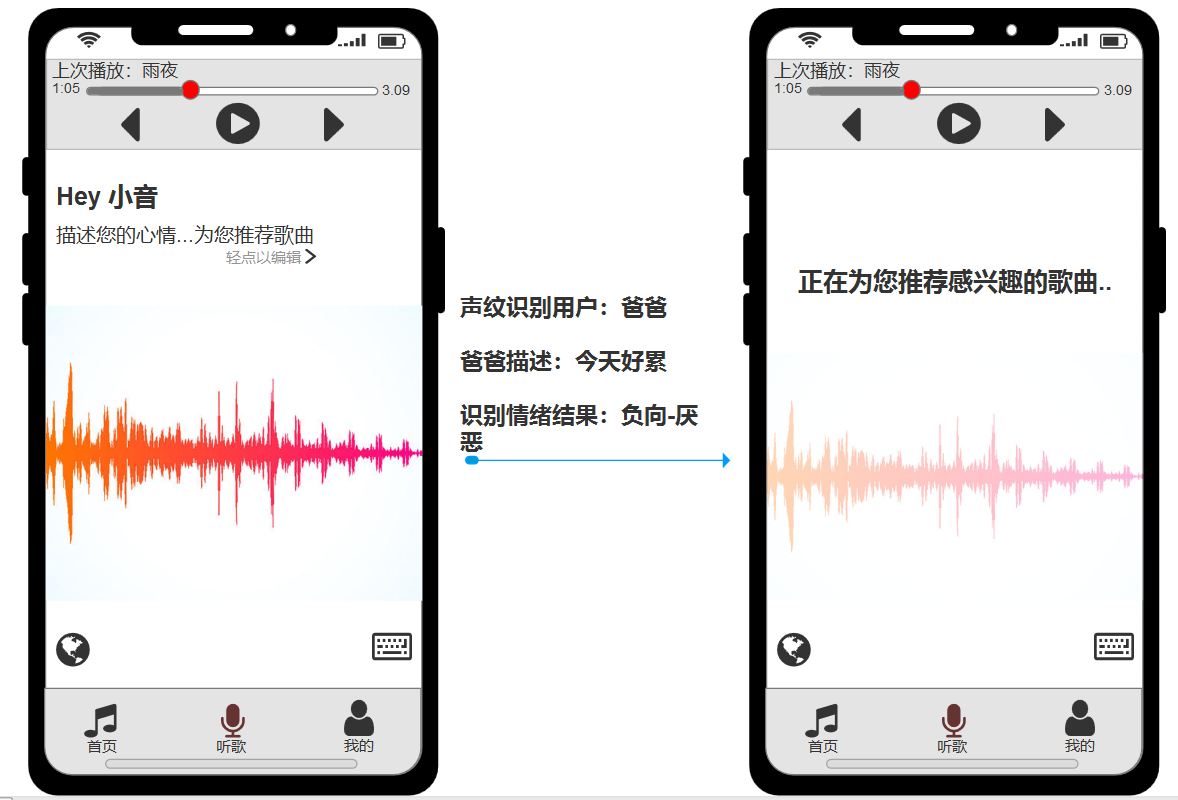 上次播放：雨夜
1:05
3.09
Hey 小音
描述您的心情...为您推荐歌曲
轻点以编辑
首页
听歌
我的
声纹识别用户：爸爸
爸爸描述：今天好累
识别情绪结果：负向-厌
恶
上次播放：雨夜
1:05
3.09
正在为您推荐感兴趣的歌曲..
首页
听歌
我的